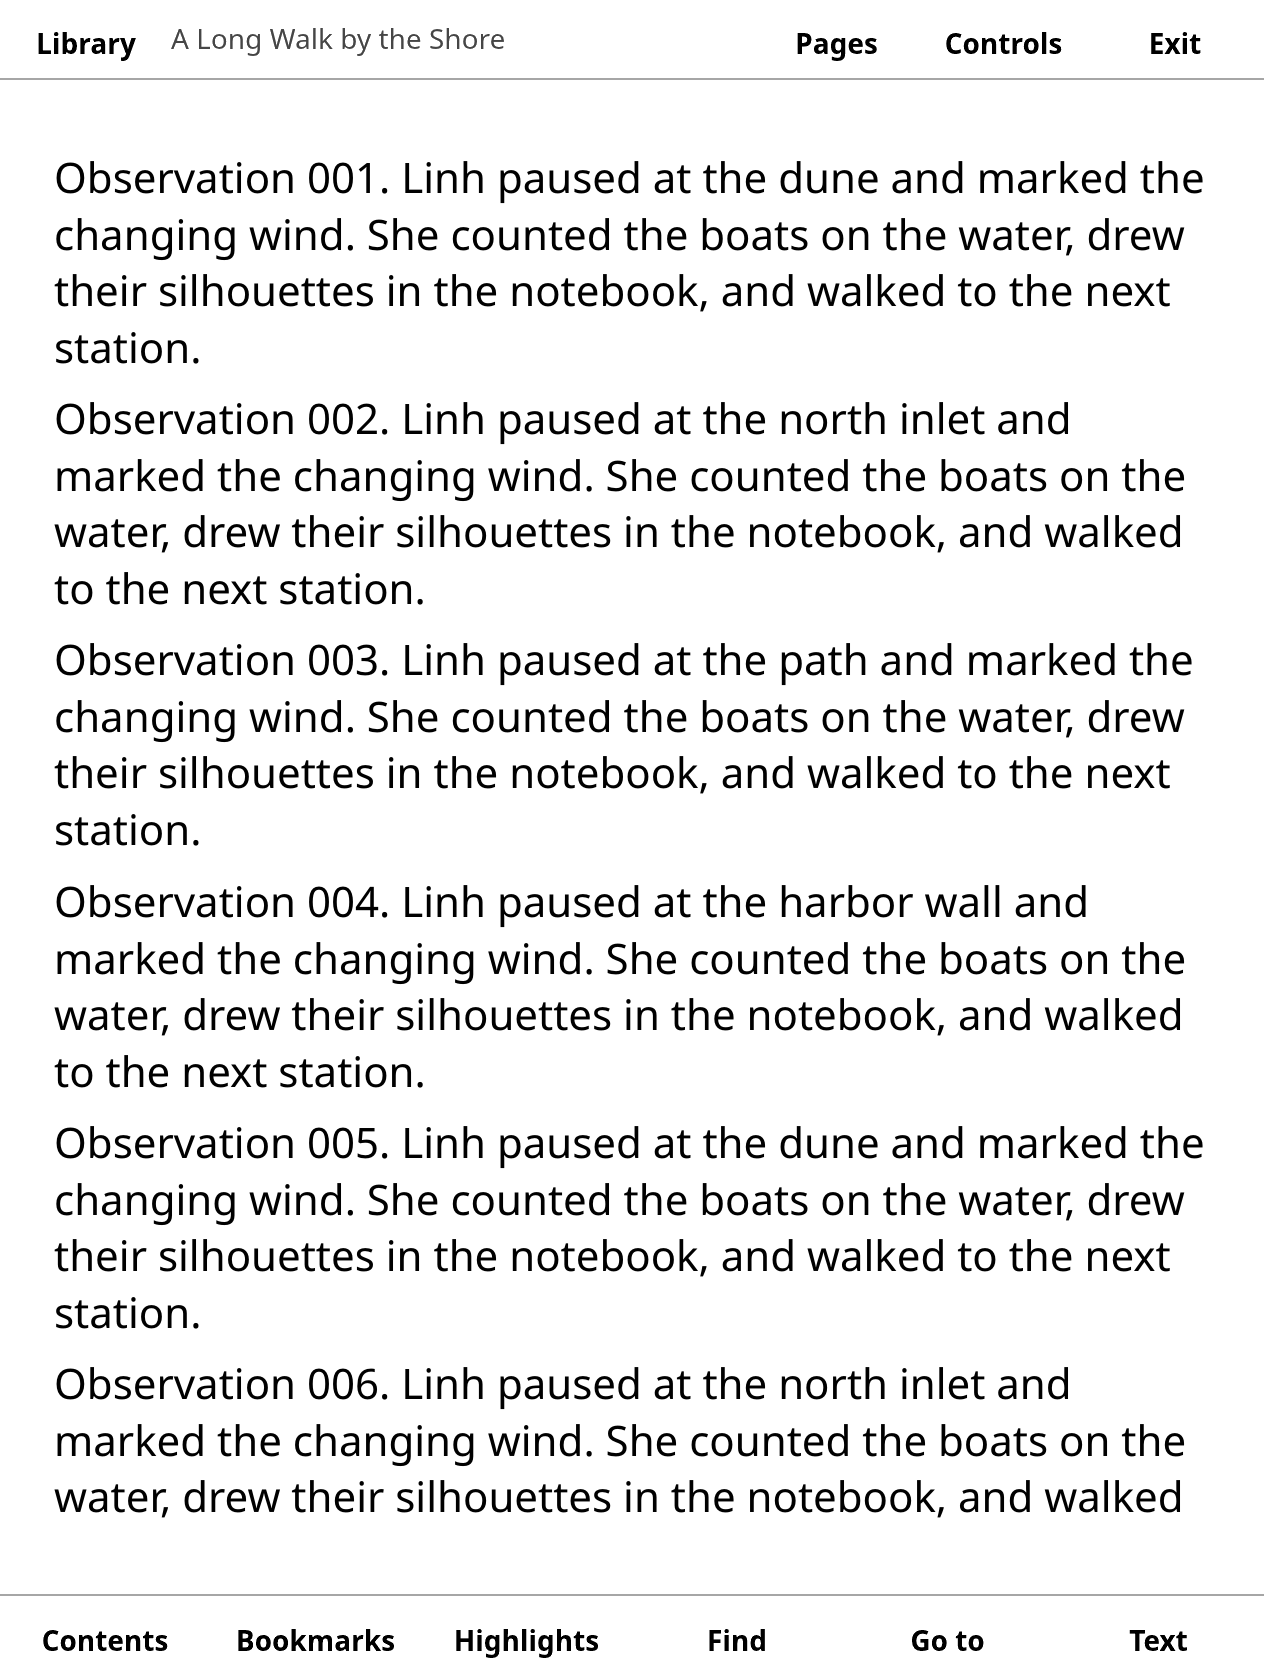 Library A Long Walk by the Shore Pages Controls Exit
Observation 001. Linh paused at the dune and marked the
changing wind. She counted the boats on the water, drew
their silhouettes in the notebook, and walked to the next
station.
Observation 002. Linh paused at the north inlet and
marked the changing wind. She counted the boats on the
water, drew their silhouettes in the notebook, and walked
to the next station.
Observation 003. Linh paused at the path and marked the
changing wind. She counted the boats on the water, drew
their silhouettes in the notebook, and walked to the next
station.
Observation 004. Linh paused at the harbor wall and
marked the changing wind. She counted the boats on the
water, drew their silhouettes in the notebook, and walked
to the next station.
Observation 005. Linh paused at the dune and marked the
changing wind. She counted the boats on the water, drew
their silhouettes in the notebook, and walked to the next
station.
Observation 006. Linh paused at the north inlet and
marked the changing wind. She counted the boats on the
water, drew their silhouettes in the notebook, and walked
Contents Bookmarks Highlights Find Go to Text